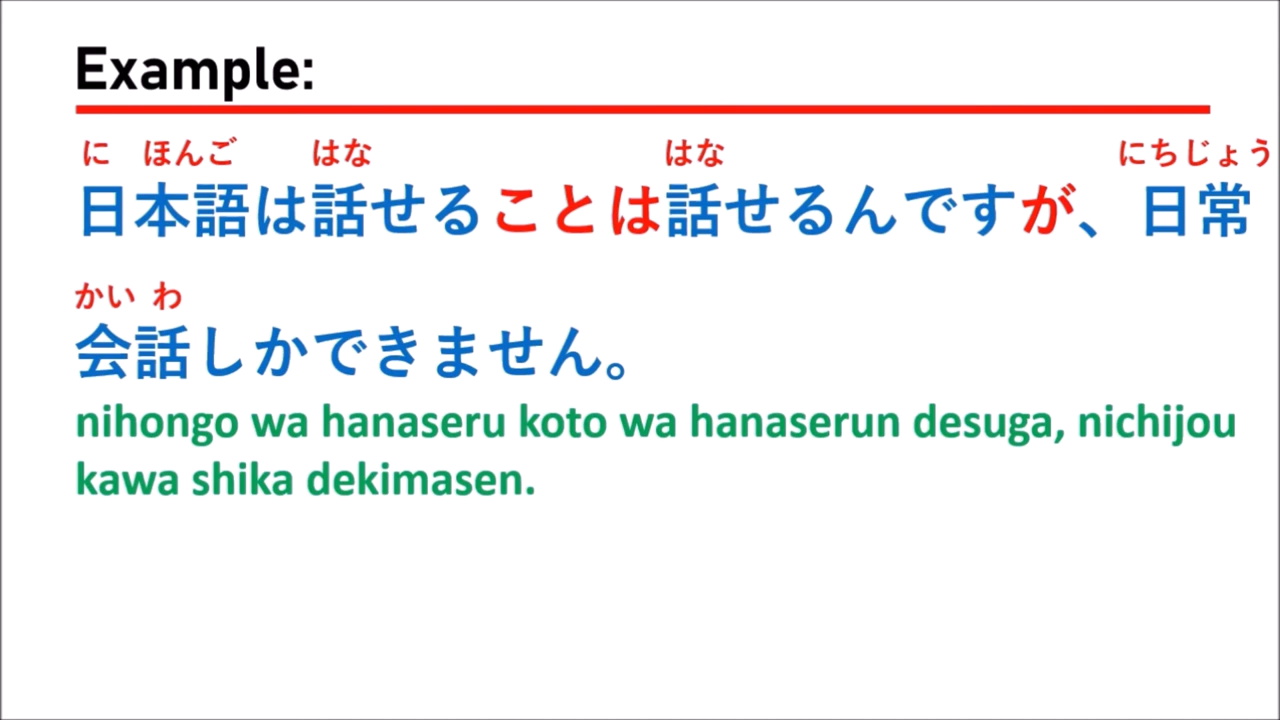 Example:
に ほんご はな はな にちじょう
日本語は話せることは話せるんですが、日常
かい わ
会話しかできません。
nihongo wa hanaseru koto wa hanaserun desuga, nichijou
kawa shika dekimasen.